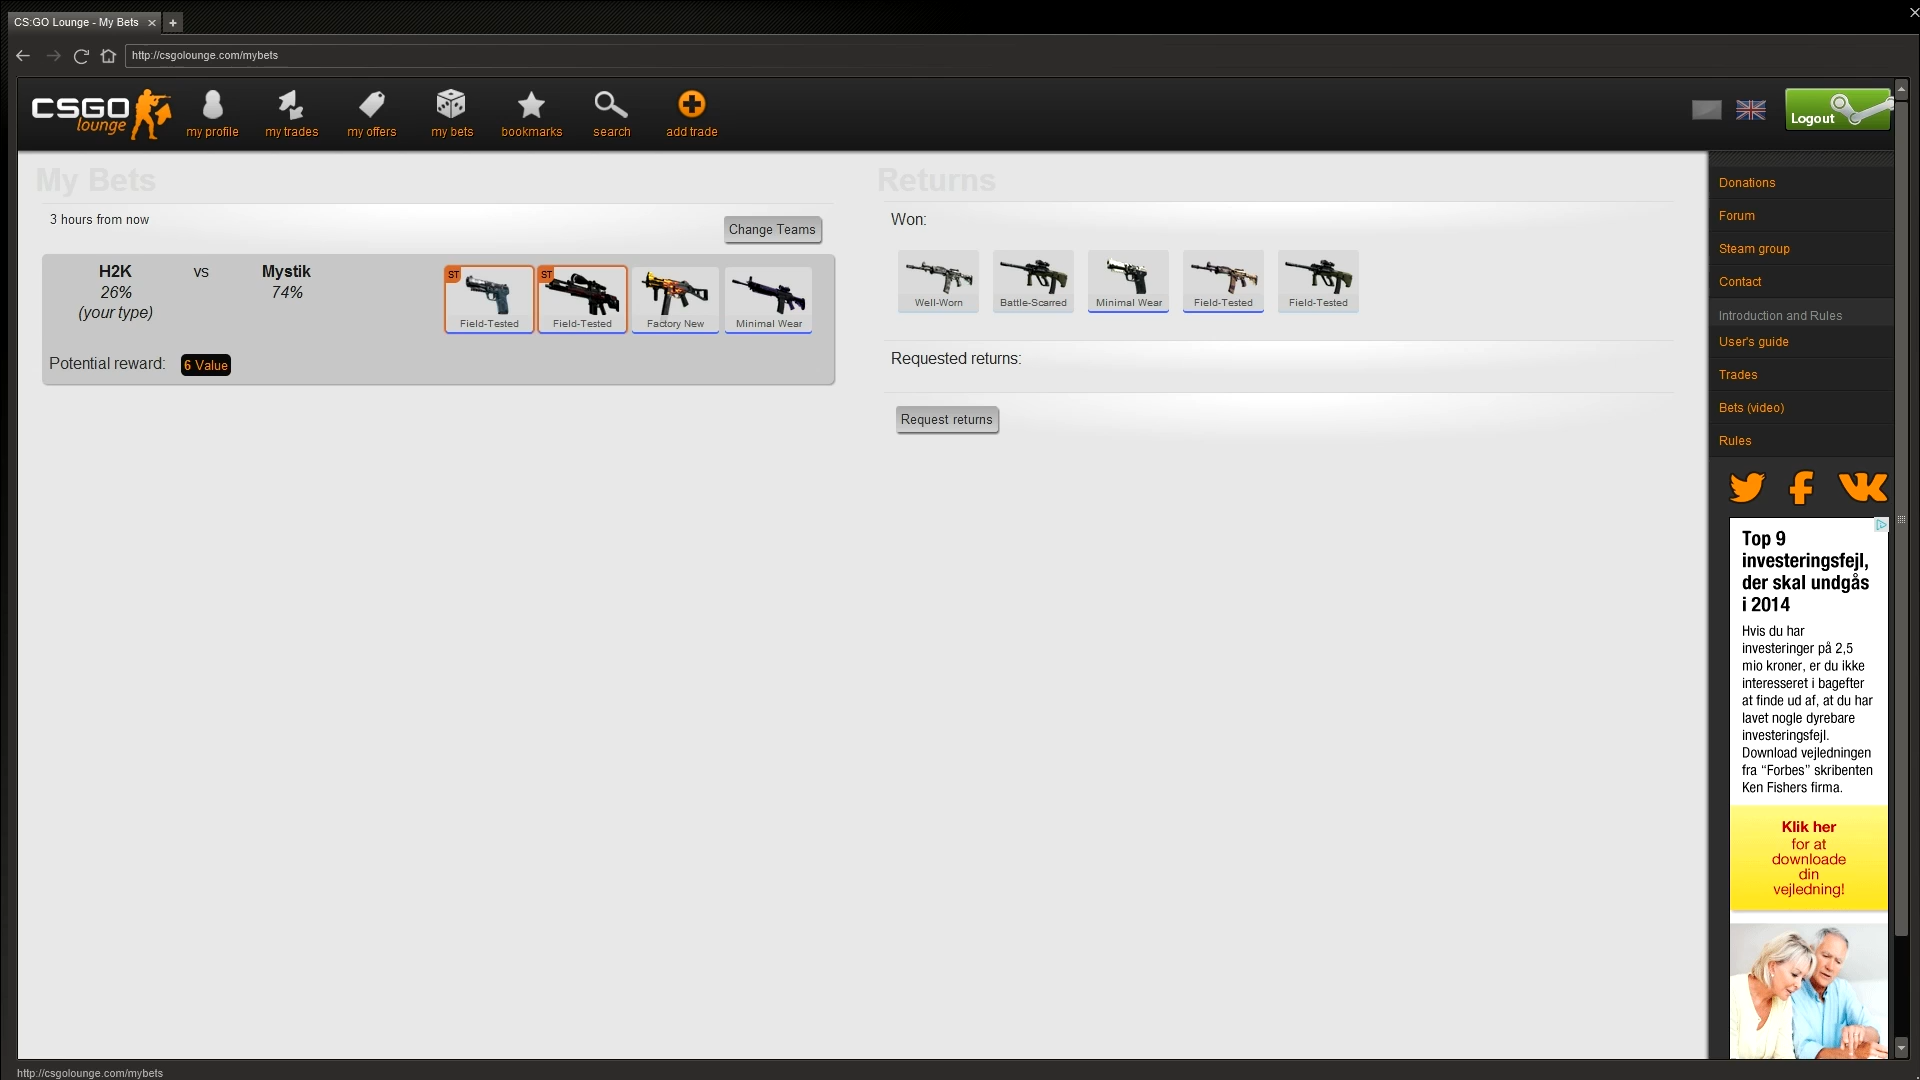 CS:GO Lounge - My Bets
http://csgolounge.com/mybets
CSGO lounge
my profile
my trades
my offers
my bets
bookmarks
search
add trade
Logout
My Bets
3 hours from now
Change Teams
H2K vs Mystik
26% 74%
(your type)
ST ST
Field-Tested Field-Tested Factory New Minimal Wear
Potential reward: 6 Value
Returns
Won:
Well-Worn Battle-Scarred Minimal Wear Field-Tested Field-Tested
Requested returns:
Request returns
Donations
Forum
Steam group
Contact
Introduction and Rules
User's guide
Trades
Bets (video)
Rules
Top 9
investeringsfejl,
der skal undgås
i 2014
Hvis du har
investeringer på 2,5
mio kroner, er du ikke
interesseret i bagefter
at finde ud af, at du har
lavet nogle dyrebare
investeringsfejl.
Download vejledningen
fra “Forbes” skribenten
Ken Fishers firma.
Klik her
for at
downloade
din
vejledning!
http://csgolounge.com/mybets